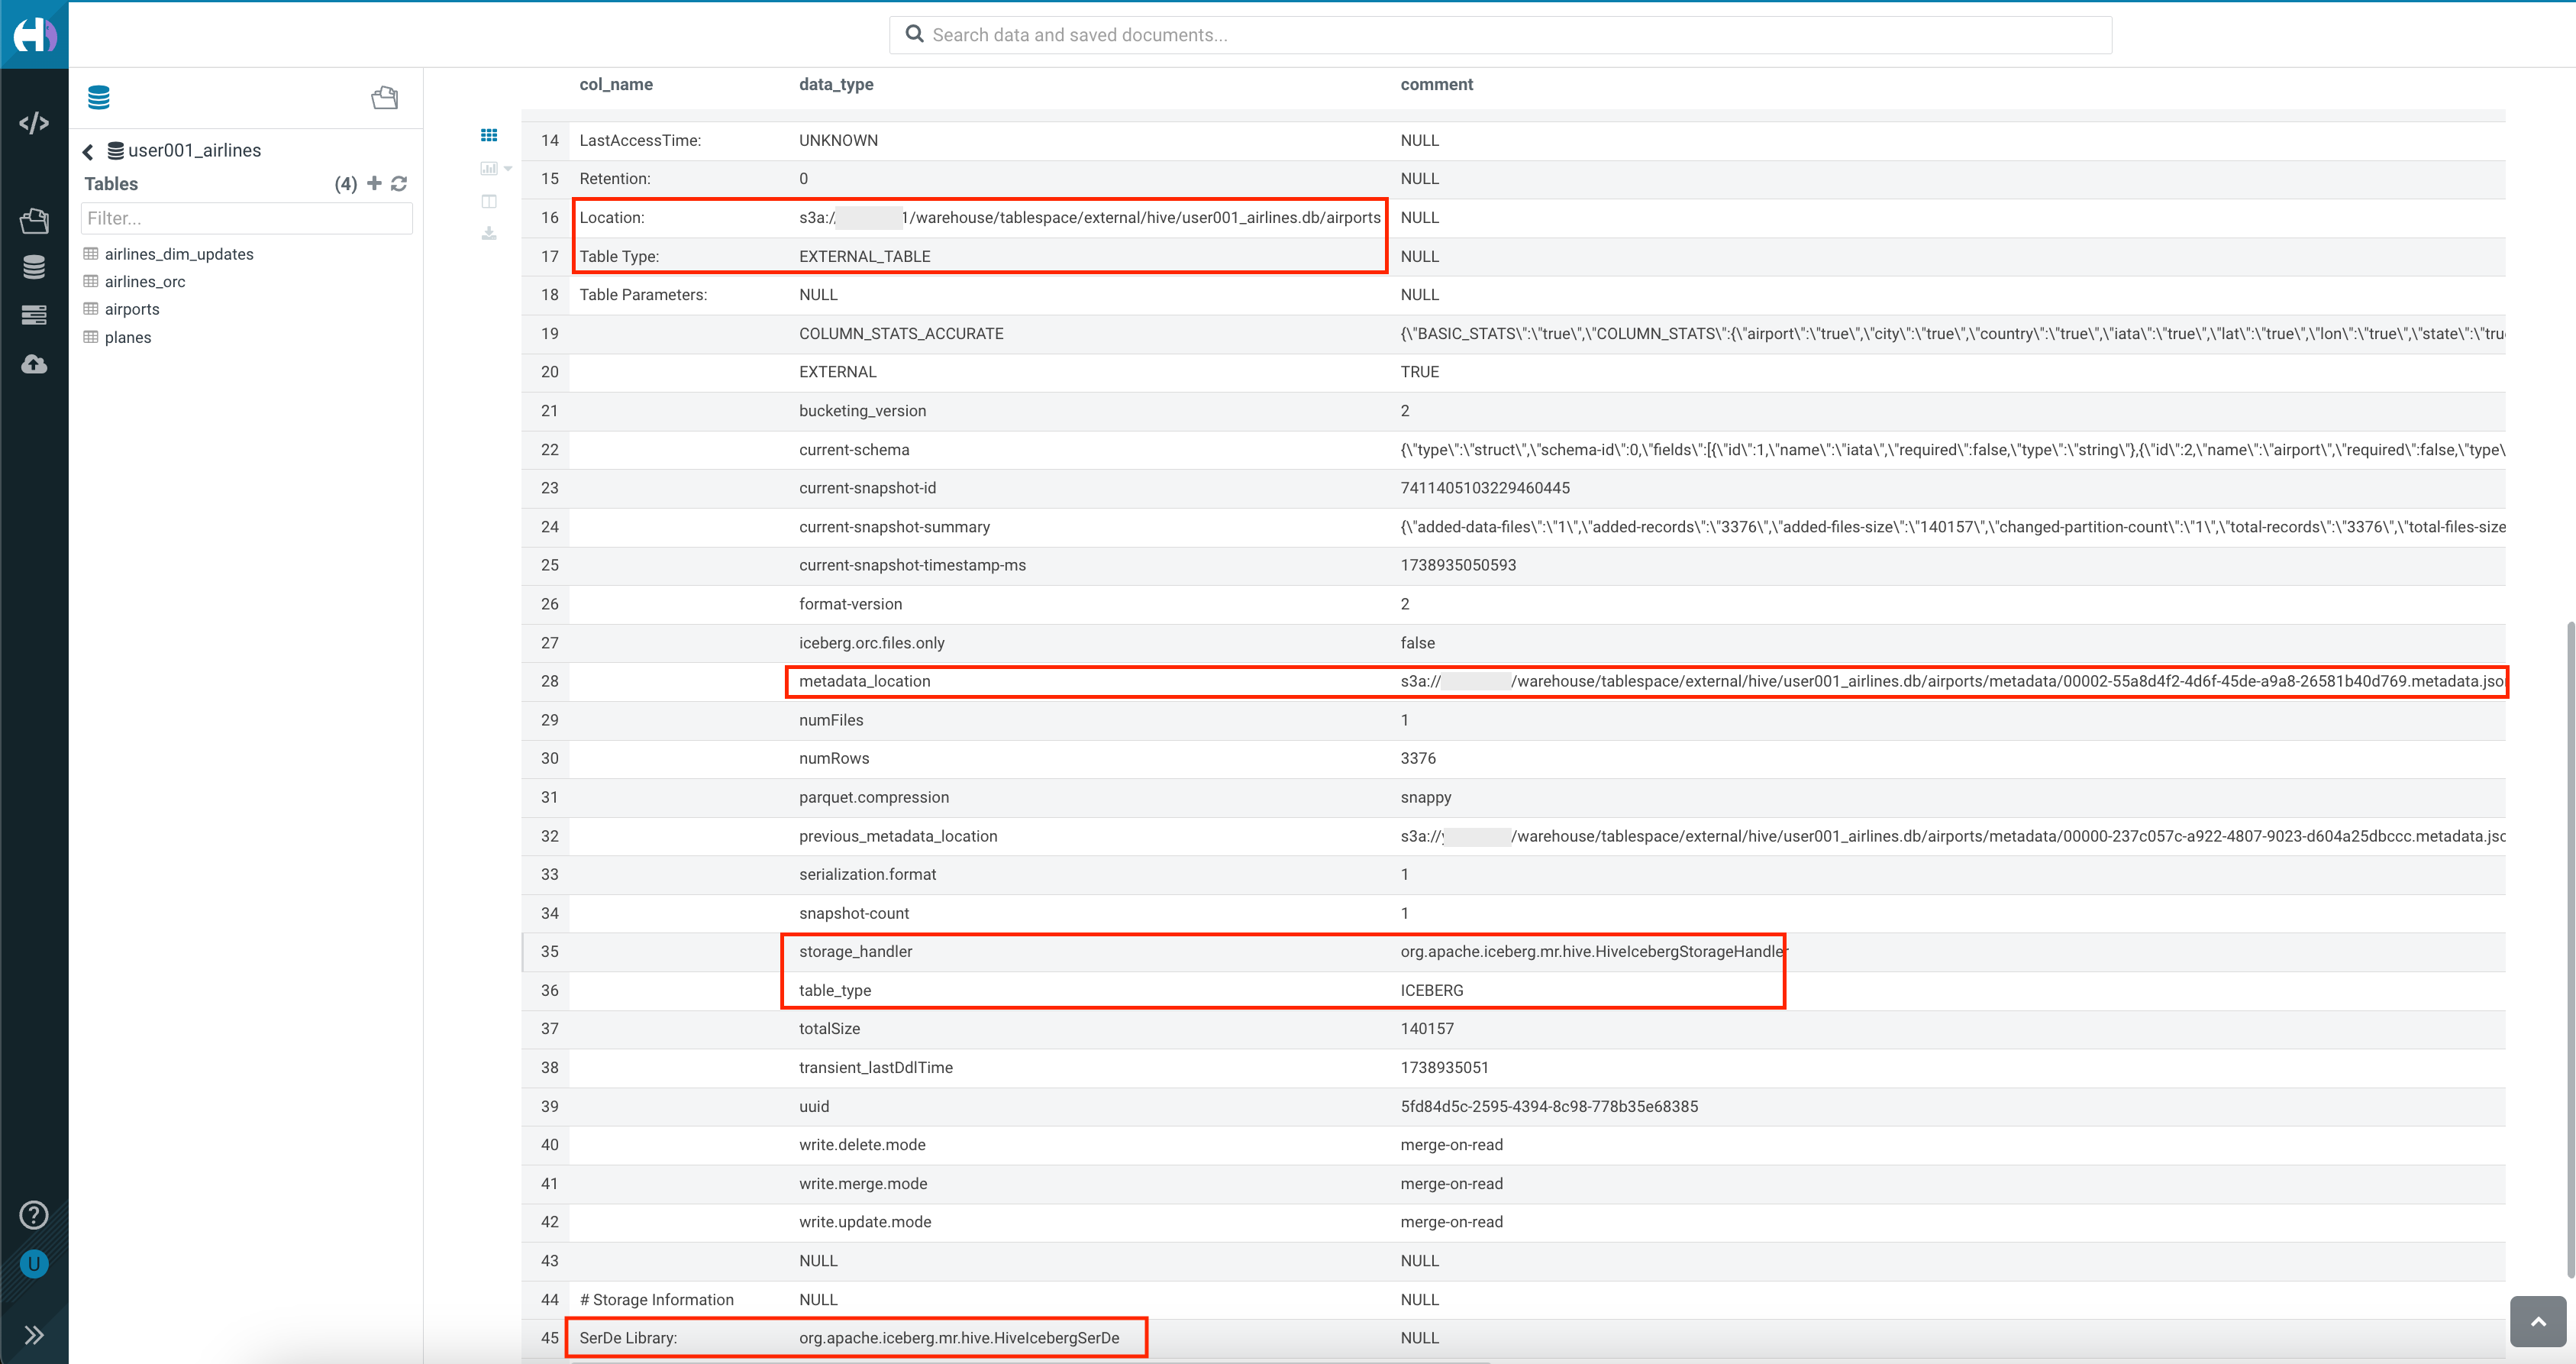 Search data and saved documents...
user001_airlines
Tables (4)
Filter...
airlines_dim_updates
airlines_orc
airports
planes
col_name data_type comment
14 LastAccessTime: UNKNOWN NULL
15 Retention: 0 NULL
16 Location: s3a:/ 1/warehouse/tablespace/external/hive/user001_airlines.db/airports NULL
17 Table Type: EXTERNAL_TABLE NULL
18 Table Parameters: NULL NULL
19 COLUMN_STATS_ACCURATE {\"BASIC_STATS\":\"true\",\"COLUMN_STATS\":{\"airport\":\"true\",\"city\":\"true\",\"country\":\"true\",\"iata\":\"true\",\"lat\":\"true\",\"lon\":\"true\",\"state\":\"tru
20 EXTERNAL TRUE
21 bucketing_version 2
22 current-schema {\"type\":\"struct\",\"schema-id\":0,\"fields\":[{\"id\":1,\"name\":\"iata\",\"required\":false,\"type\":\"string\"},{\"id\":2,\"name\":\"airport\",\"required\":false,\"type\
23 current-snapshot-id 7411405103229460445
24 current-snapshot-summary {\"added-data-files\":\"1\",\"added-records\":\"3376\",\"added-files-size\":\"140157\",\"changed-partition-count\":\"1\",\"total-records\":\"3376\",\"total-files-size
25 current-snapshot-timestamp-ms 1738935050593
26 format-version 2
27 iceberg.orc.files.only false
28 metadata_location s3a:// /warehouse/tablespace/external/hive/user001_airlines.db/airports/metadata/00002-55a8d4f2-4d6f-45de-a9a8-26581b40d769.metadata.jso
29 numFiles 1
30 numRows 3376
31 parquet.compression snappy
32 previous_metadata_location s3a:// /warehouse/tablespace/external/hive/user001_airlines.db/airports/metadata/00000-237c057c-a922-4807-9023-d604a25dbccc.metadata.jsc
33 serialization.format 1
34 snapshot-count 1
35 storage_handler org.apache.iceberg.mr.hive.HiveIcebergStorageHandler
36 table_type ICEBERG
37 totalSize 140157
38 transient_lastDdlTime 1738935051
39 uuid 5fd84d5c-2595-4394-8c98-778b35e68385
40 write.delete.mode merge-on-read
41 write.merge.mode merge-on-read
42 write.update.mode merge-on-read
43 NULL NULL
44 # Storage Information NULL NULL
45 SerDe Library: org.apache.iceberg.mr.hive.HiveIcebergSerDe NULL
U